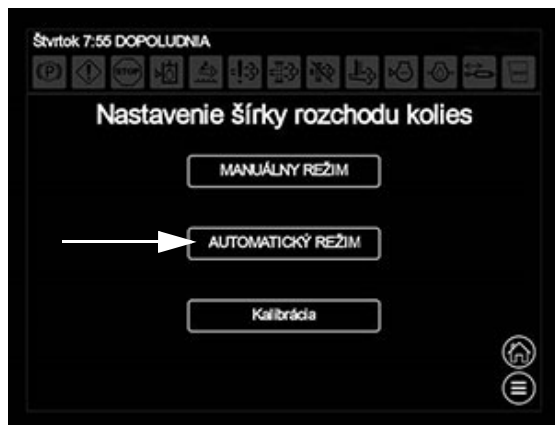 Štvrtok 7:55 DOPOLUDNIA
(P) STOP
Nastavenie šírky rozchodu kolies
MANUÁLNY REŽIM
AUTOMATICKÝ REŽIM
Kalibrácia